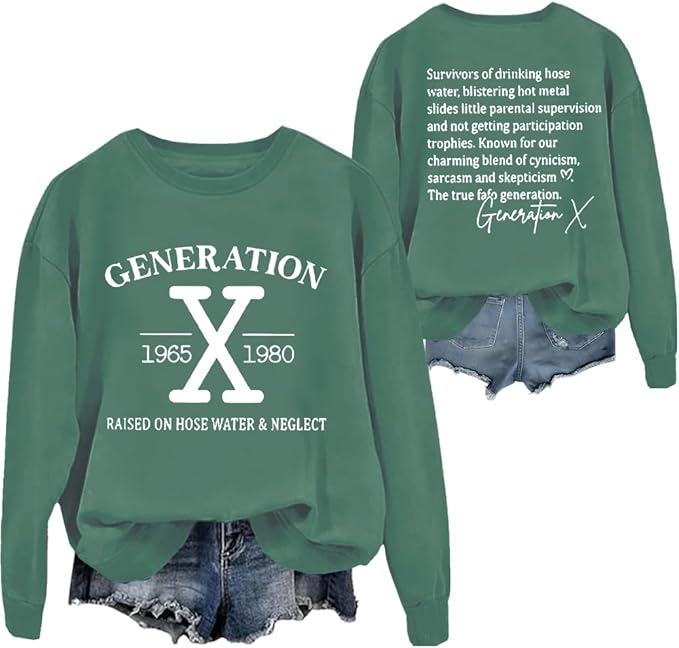 GENERATION
X
1965 1980
RAISED ON HOSE WATER & NEGLECT
Survivors of drinking hose
water, blistering hot metal
slides little parental supervision
and not getting participation
trophies. Known for our
charming blend of cynicism,
sarcasm and skepticism ♡.
The true fafo generation.
Generation X